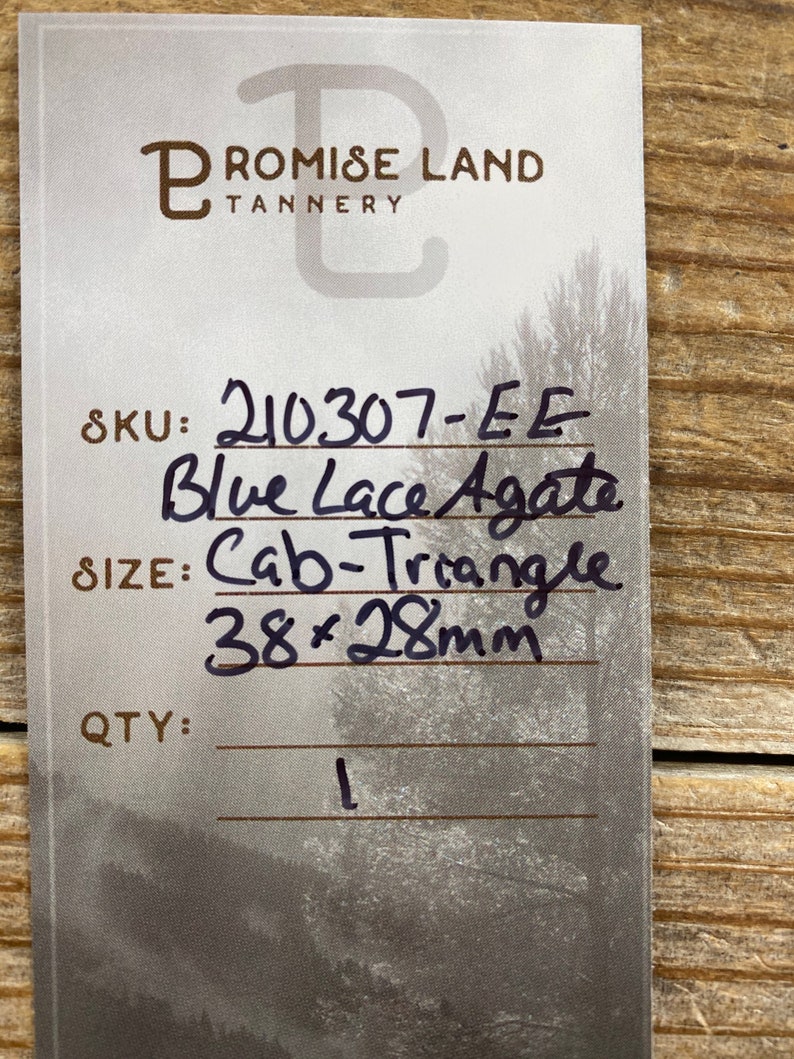 PROMISE LAND
TANNERY
SKU: 210307-EE
Blue Lace Agate
SIZE: Cab-Triangle
38 x 28mm
QTY:
1